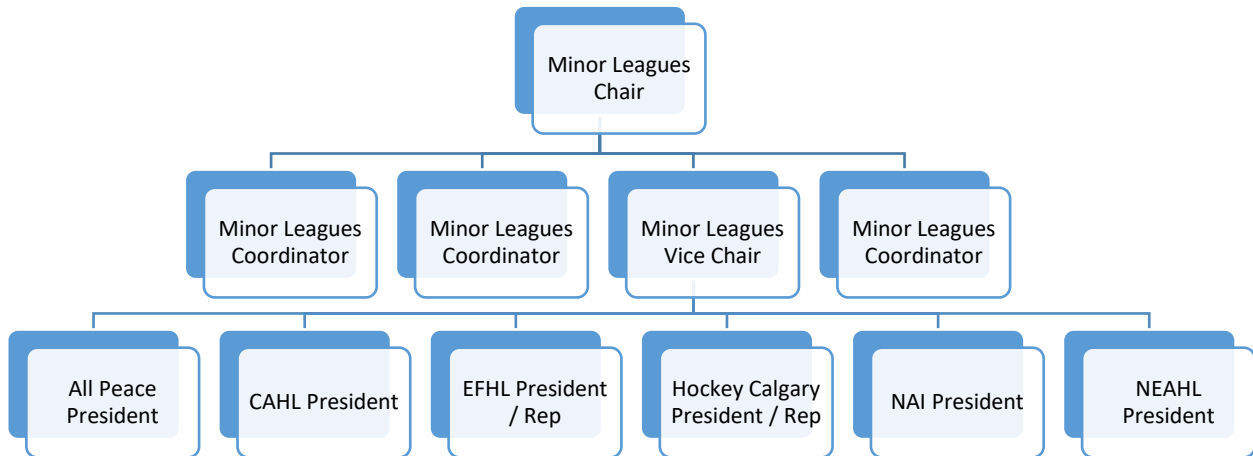 Minor Leagues
Chair
Minor Leagues
Coordinator
Minor Leagues
Coordinator
Minor Leagues
Vice Chair
Minor Leagues
Coordinator
All Peace
President
CAHL President
EFHL President
/ Rep
Hockey Calgary
President / Rep
NAI President
NEAHL
President